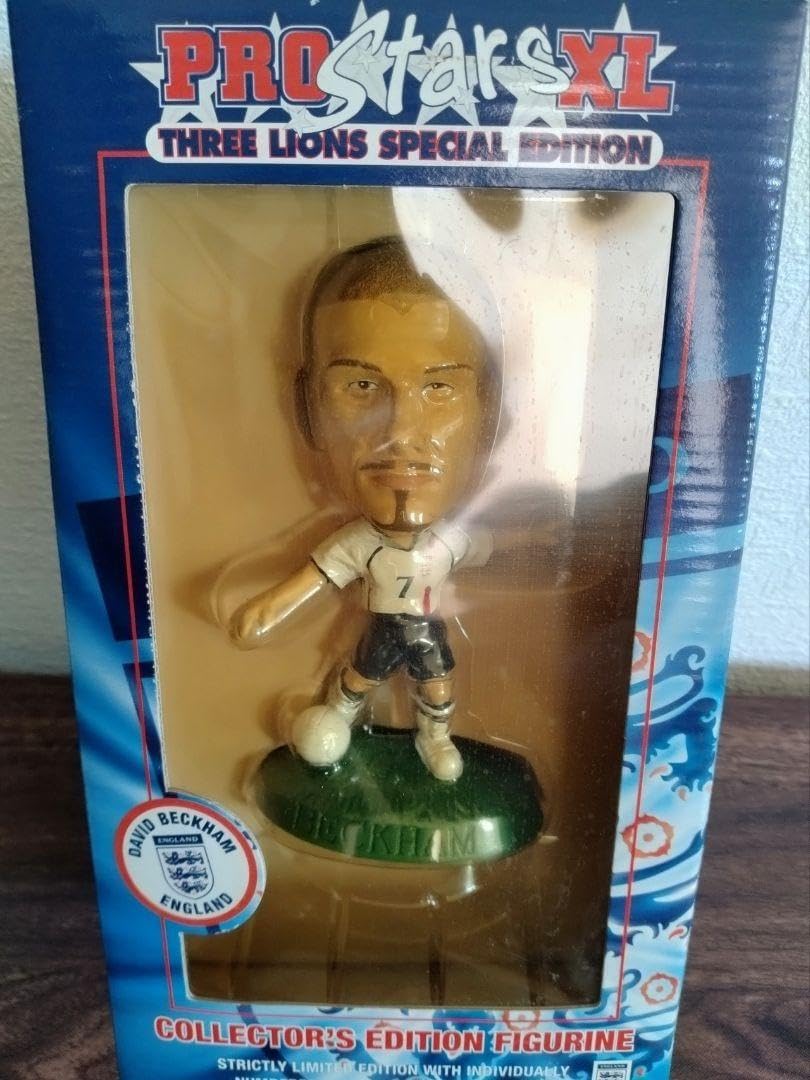 PRO Stars XL
THREE LIONS SPECIAL EDITION
7
BECKHAM
DAVID BECKHAM
ENGLAND
ENGLAND
COLLECTOR'S EDITION FIGURINE
STRICTLY LIMITED EDITION WITH INDIVIDUALLY
ENGLAND